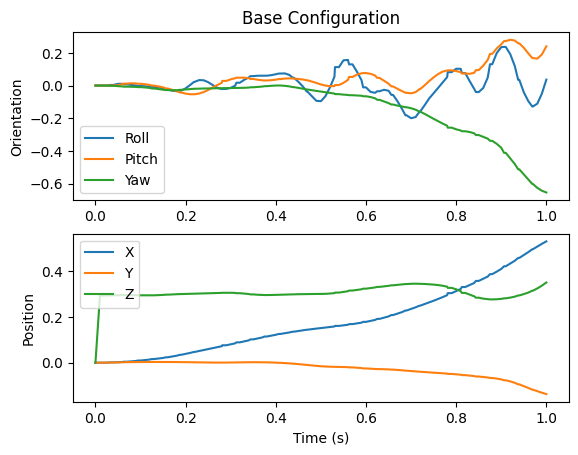 Base Configuration
Orientation
0.2
0.0
−0.2
−0.4
−0.6
Roll
Pitch
Yaw
0.0 0.2 0.4 0.6 0.8 1.0
Position
0.4
0.2
0.0
X
Y
Z
0.0 0.2 0.4 0.6 0.8 1.0
Time (s)